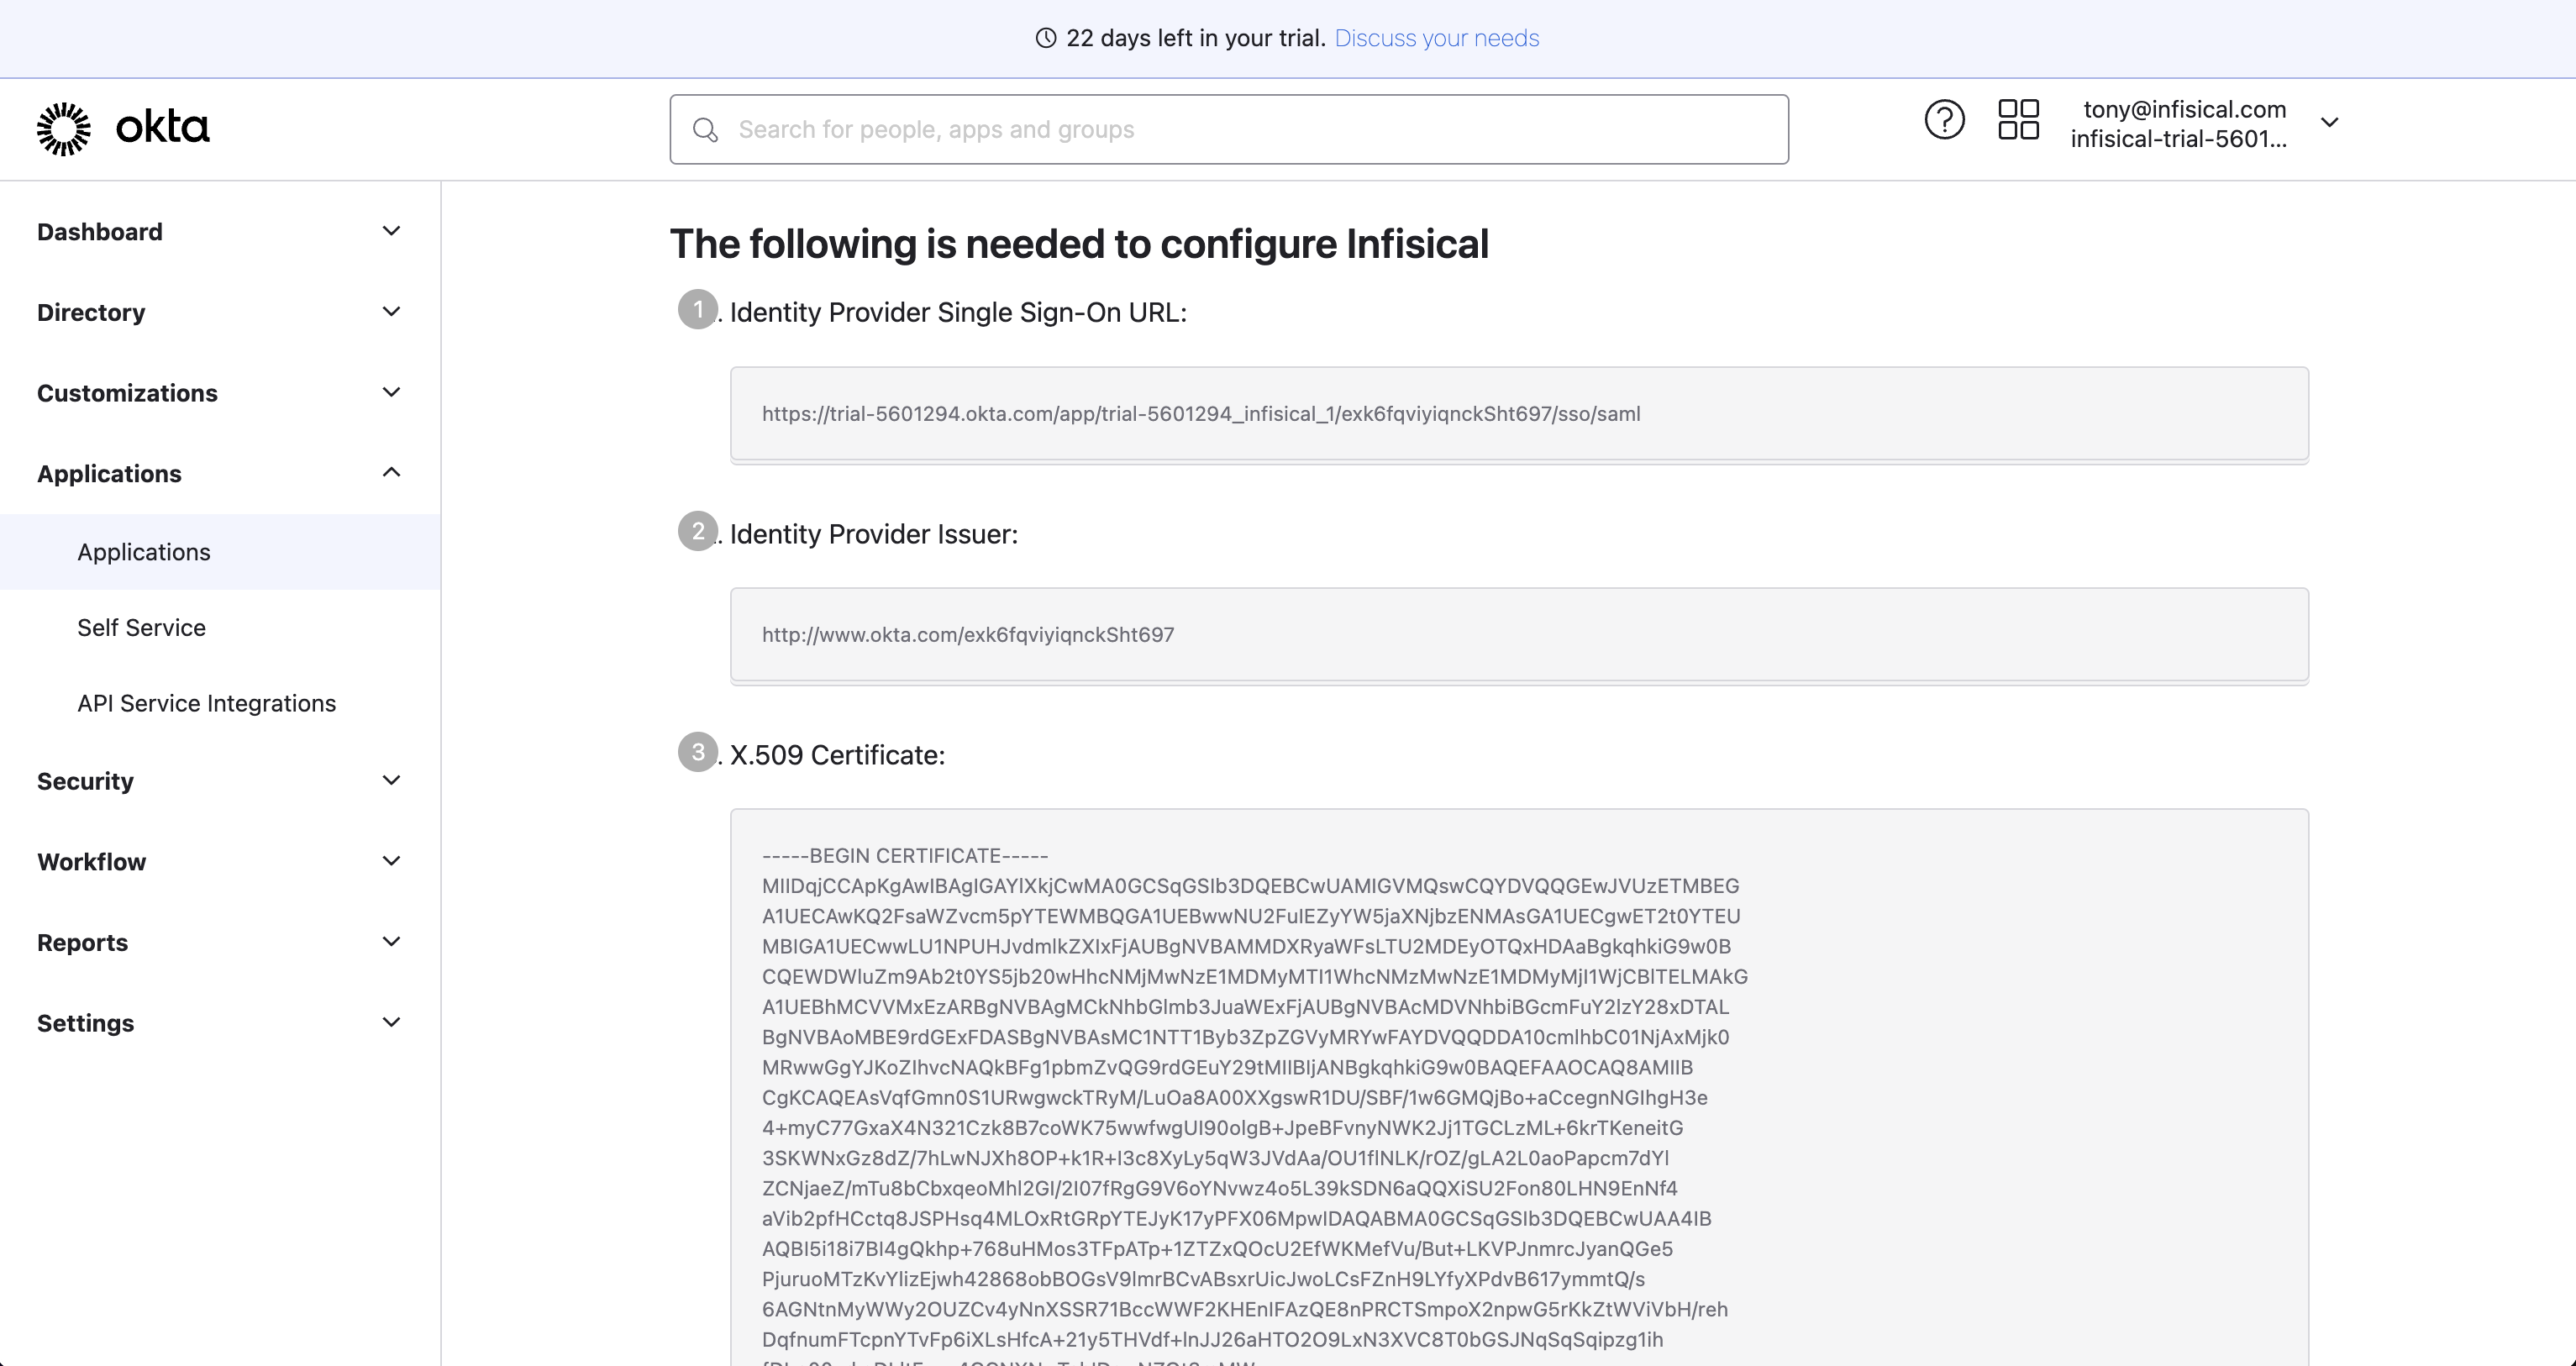 22 days left in your trial. Discuss your needs
okta
Search for people, apps and groups
tony@infisical.com
infisical-trial-5601...
Dashboard
Directory
Customizations
Applications
Applications
Self Service
API Service Integrations
Security
Workflow
Reports
Settings
The following is needed to configure Infisical
1. Identity Provider Single Sign-On URL:
https://trial-5601294.okta.com/app/trial-5601294_infisical_1/exk6fqviyiqnckSht697/sso/saml
2. Identity Provider Issuer:
http://www.okta.com/exk6fqviyiqnckSht697
3. X.509 Certificate:
-----BEGIN CERTIFICATE-----
MIIDqjCCApKgAwIBAgIGAYlXkjCwMA0GCSqGSIb3DQEBCwUAMIGVMQswCQYDVQQGEwJVUzETMBEG
A1UECAwKQ2FsaWZvcm5pYTEWMBQGA1UEBwwNU2FuIEZyYW5jaXNjbzENMAsGA1UECgwET2t0YTEU
MBIGA1UECwwLU1NPUHJvdmlkZXIxFjAUBgNVBAMMDXRyaWFsLTU2MDEyOTQxHDAaBgkqhkiG9w0B
CQEWDWluZm9Ab2t0YS5jb20wHhcNMjMwNzE1MDMyMTI1WhcNMzMwNzE1MDMyMjI1WjCBlTELMAkG
A1UEBhMCVVMxEzARBgNVBAgMCkNhbGlmb3JuaWExFjAUBgNVBAcMDVNhbiBGcmFuY2lzY28xDTAL
BgNVBAoMBE9rdGExFDASBgNVBAsMC1NTT1Byb3ZpZGVyMRYwFAYDVQQDDA10cmlhbC01NjAxMjk0
MRwwGgYJKoZIhvcNAQkBFg1pbmZvQG9rdGEuY29tMIIBIjANBgkqhkiG9w0BAQEFAAOCAQ8AMIIB
CgKCAQEAsVqfGmn0S1URwgwckTRyM/LuOa8A00XXgswR1DU/SBF/1w6GMQjBo+aCcegnNGIhgH3e
4+myC77GxaX4N321Czk8B7coWK75wwfwgUI90olgB+JpeBFvnyNWK2Jj1TGCLzML+6krTKeneitG
3SKWNxGz8dZ/7hLwNJXh8OP+k1R+I3c8XyLy5qW3JVdAa/OU1flNLK/rOZ/gLA2L0aoPapcm7dYl
ZCNjaeZ/mTu8bCbxqeoMhl2GI/2I07fRgG9V6oYNvwz4o5L39kSDN6aQQXiSU2Fon80LHN9EnNf4
aVib2pfHCctq8JSPHsq4MLOxRtGRpYTEJyK17yPFX06MpwIDAQABMA0GCSqGSIb3DQEBCwUAA4IB
AQBI5i18i7BI4gQkhp+768uHMos3TFpATp+1ZTZxQOcU2EfWKMefVu/But+LKVPJnmrcJyanQGe5
PjuruoMTzKvYlizEjwh42868obBOGsV9lmrBCvABsxrUicJwoLCsFZnH9LYfyXPdvB617ymmtQ/s
6AGNtnMyWWy2OUZCv4yNnXSSR71BccWWF2KHEnIFAzQE8nPRCTSmpoX2npwG5rKkZtWViVbH/reh
DqfnumFTcpnYTvFp6iXLsHfcA+21y5THVdf+lnJJ26aHTO2O9LxN3XVC8T0bGSJNqSqSqipzg1ih